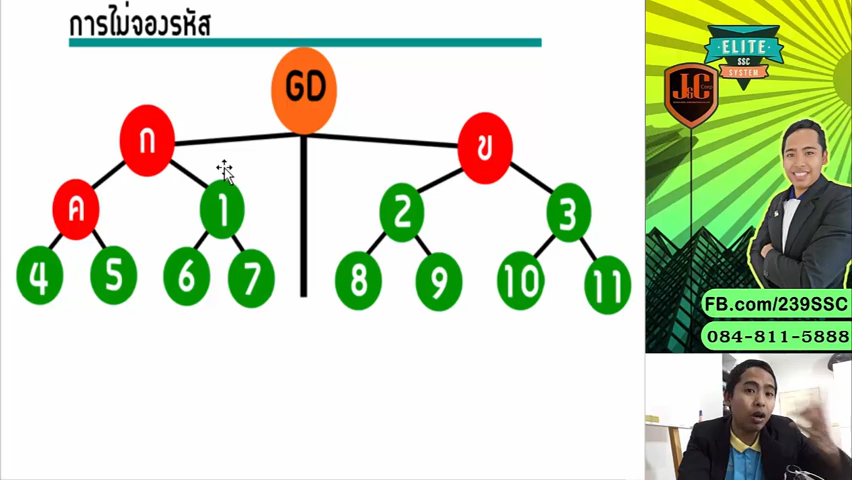 การไม่จองรหัส
GD
ก
ข
ค
1
2
3
4
5
6
7
8
9
10
11
ELITE
SSC
SYSTEM
J&C
Corp
FB.com/239SSC
084-811-5888